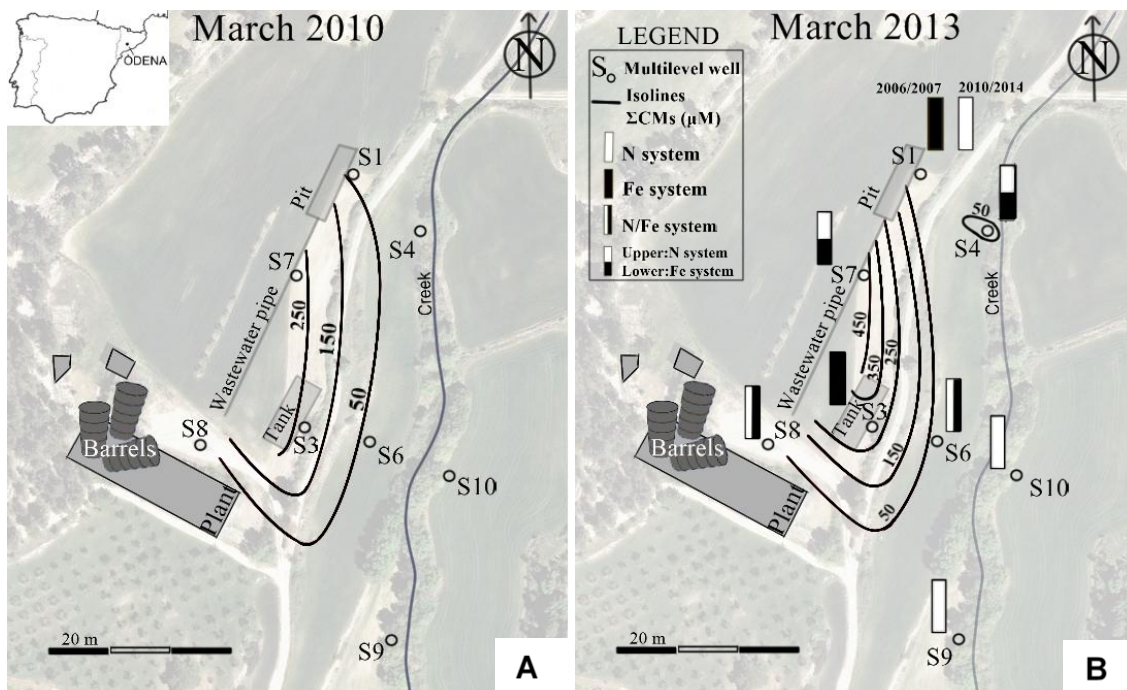 March 2010
N
ODENA
S1
Pit
S4
S7
Creek
250
150
50
Wastewater pipe
Tank
S3
S8
S6
Barrels
S10
Plant
20 m
S9
A
March 2013
N
LEGEND
S Multilevel well
Isolines
ΣCMs (µM)
N system
Fe system
N/Fe system
Upper:N system
Lower:Fe system
2006/2007
2010/2014
S1
Pit
50
S4
S7
Creek
Wastewater pipe
450
350
250
Tank
S3
S8
S6
150
Barrels
S10
Plant
50
20 m
S9
B